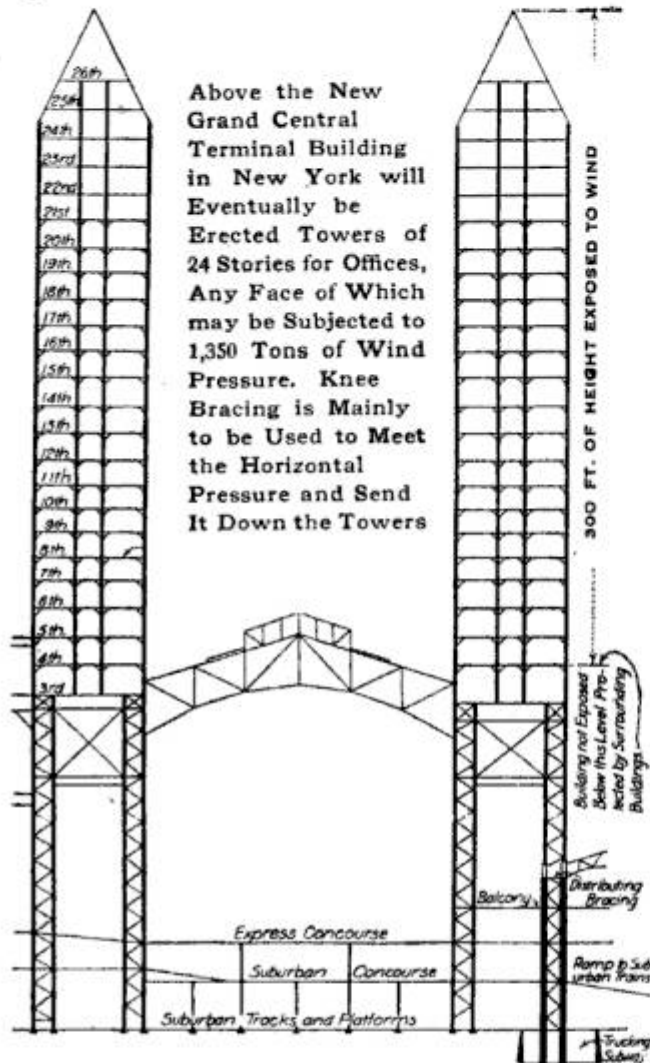 Above the New
Grand Central
Terminal Building
in New York will
Eventually be
Erected Towers of
24 Stories for Offices,
Any Face of Which
may be Subjected to
1,350 Tons of Wind
Pressure. Knee
Bracing is Mainly
to be Used to Meet
the Horizontal
Pressure and Send
It Down the Towers
26th
25th
24th
23rd
22nd
21st
20th
19th
18th
17th
16th
15th
14th
13th
12th
11th
10th
9th
8th
7th
6th
5th
4th
3rd
300 FT. OF HEIGHT EXPOSED TO WIND
Building not Exposed
Below this Level Pro-
tected by Surrounding
Buildings
Balcony
Distributing
Bracing
Express Concourse
Suburban Concourse
Ramp to Sub
urban Trains
Suburban Tracks and Platforms
Trucking
Subway